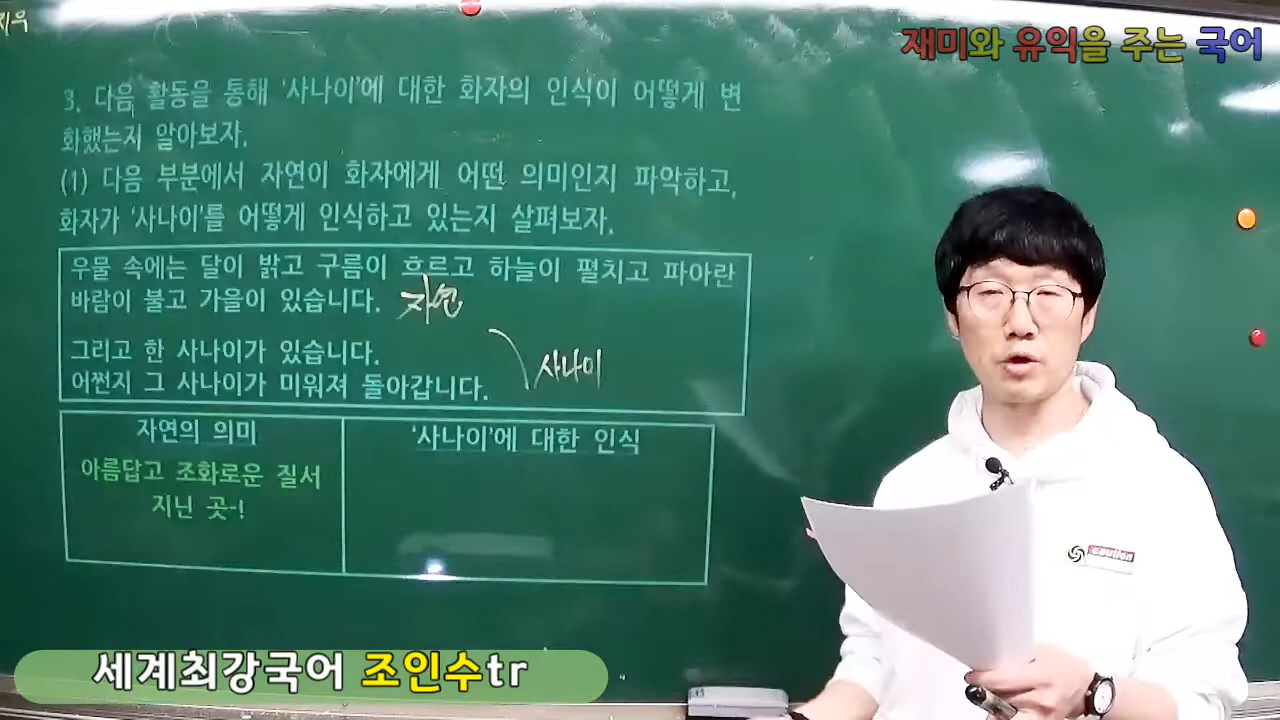 지우
재미와 유익을 주는 국어
3. 다음 활동을 통해 '사나이'에 대한 화자의 인식이 어떻게 변
화했는지 알아보자.
(1) 다음 부분에서 자연이 화자에게 어떤 의미인지 파악하고,
화자가 '사나이'를 어떻게 인식하고 있는지 살펴보자.
우물 속에는 달이 밝고 구름이 흐르고 하늘이 펼치고 파아란
바람이 불고 가을이 있습니다. 자연
그리고 한 사나이가 있습니다.
어쩐지 그 사나이가 미워져 돌아갑니다.
사나이
자연의 의미
'사나이'에 대한 인식
아름답고 조화로운 질서
지닌 곳-!
세계최강국어 조인수tr